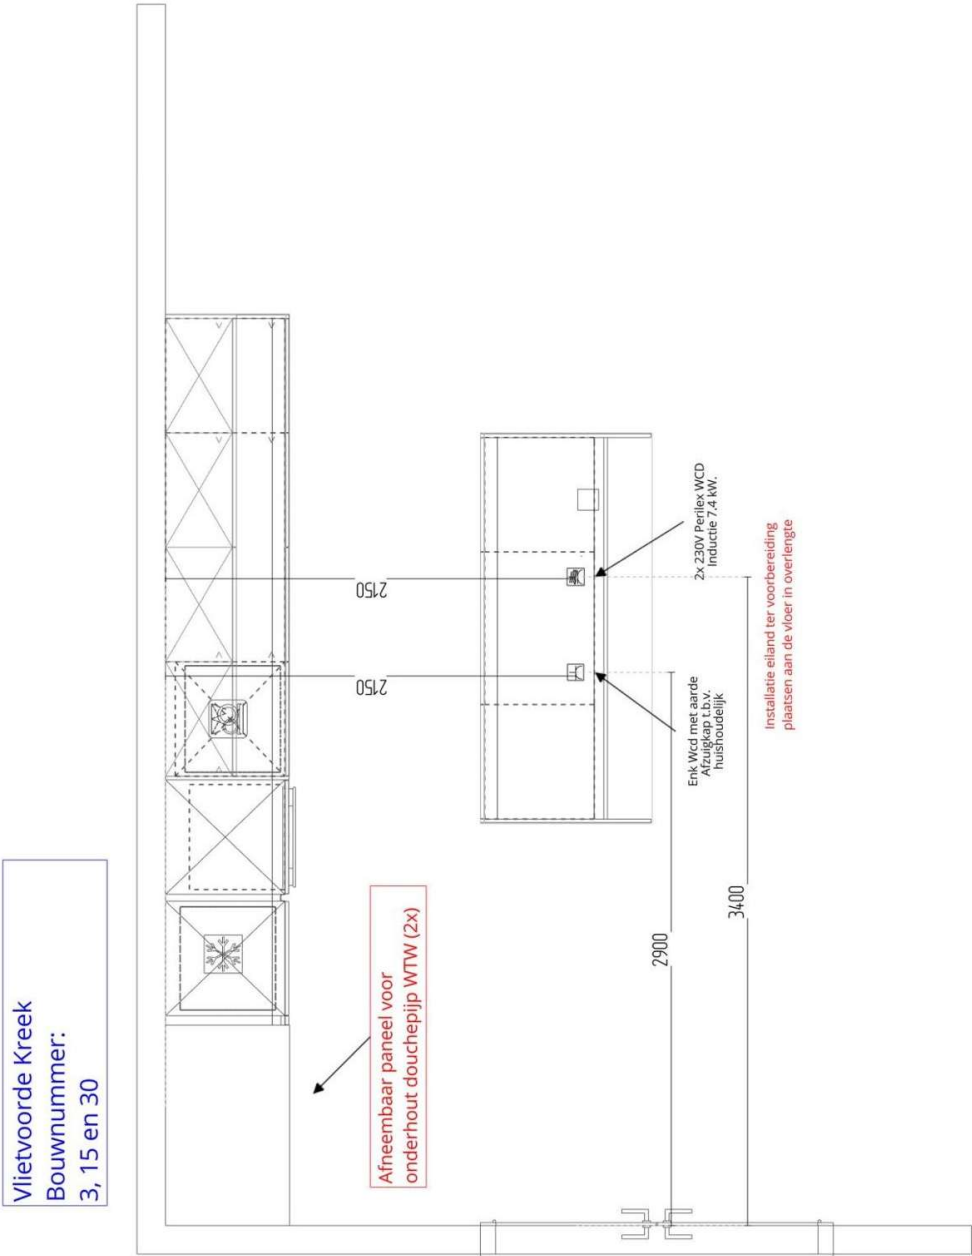 Vlietvoorde Kreek
Bouwnummer:
3, 15 en 30
Afneembaar paneel voor
onderhout douchepijp WTW (2x)
2150
2150
2x 230V Perilex WCD
Inductie 7,4 kW.
Enk Wcd met aarde
Afzuigkap t.b.v.
huishoudelijk
Installatie eiland ter voorbereiding
plaatsen aan de vloer in overlengte
2900
3400